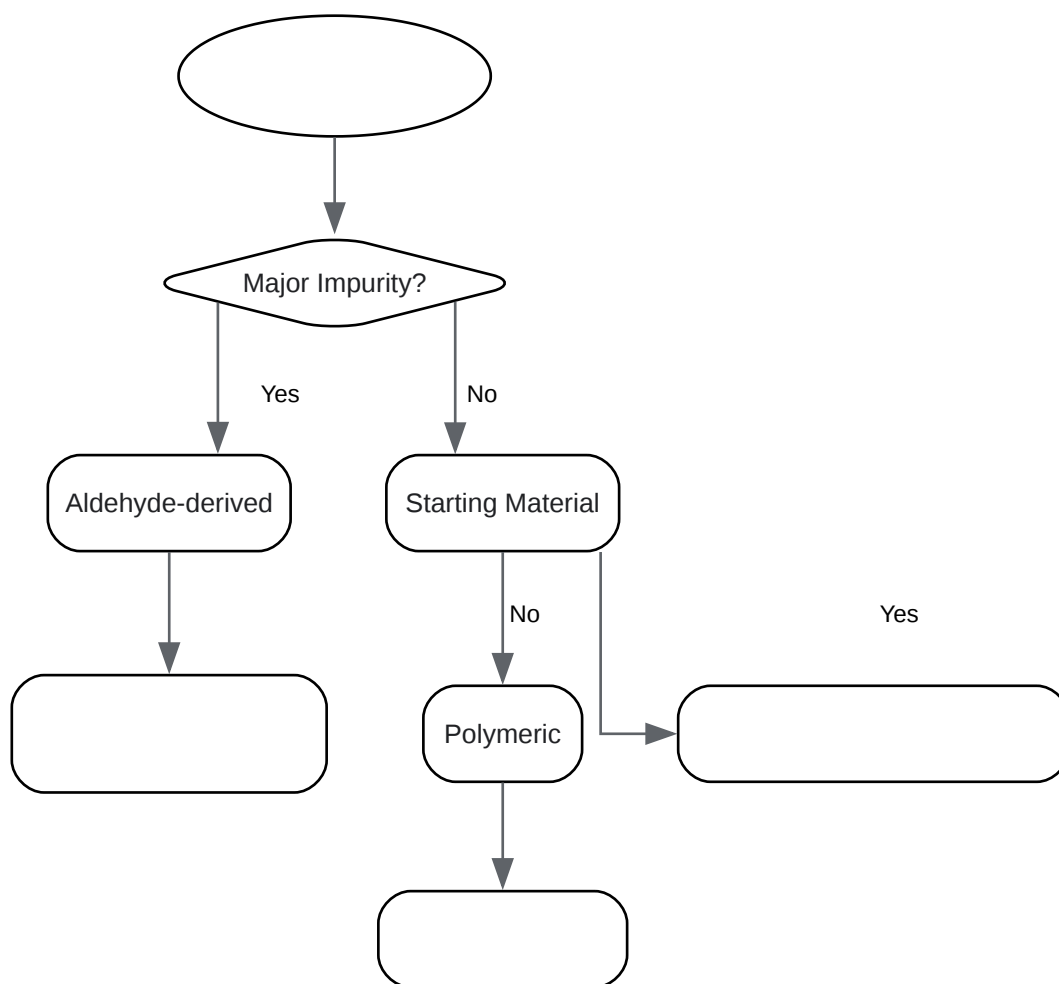 Major Impurity?
Yes
No
Aldehyde-derived
Starting Material
No
Yes
Polymeric